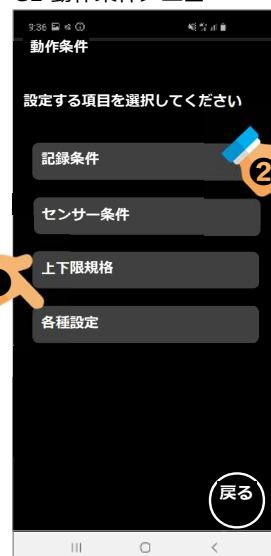 9:36
動作条件
設定する項目を選択してください
記録条件
2
センサー条件
上下限規格
各種設定
戻る